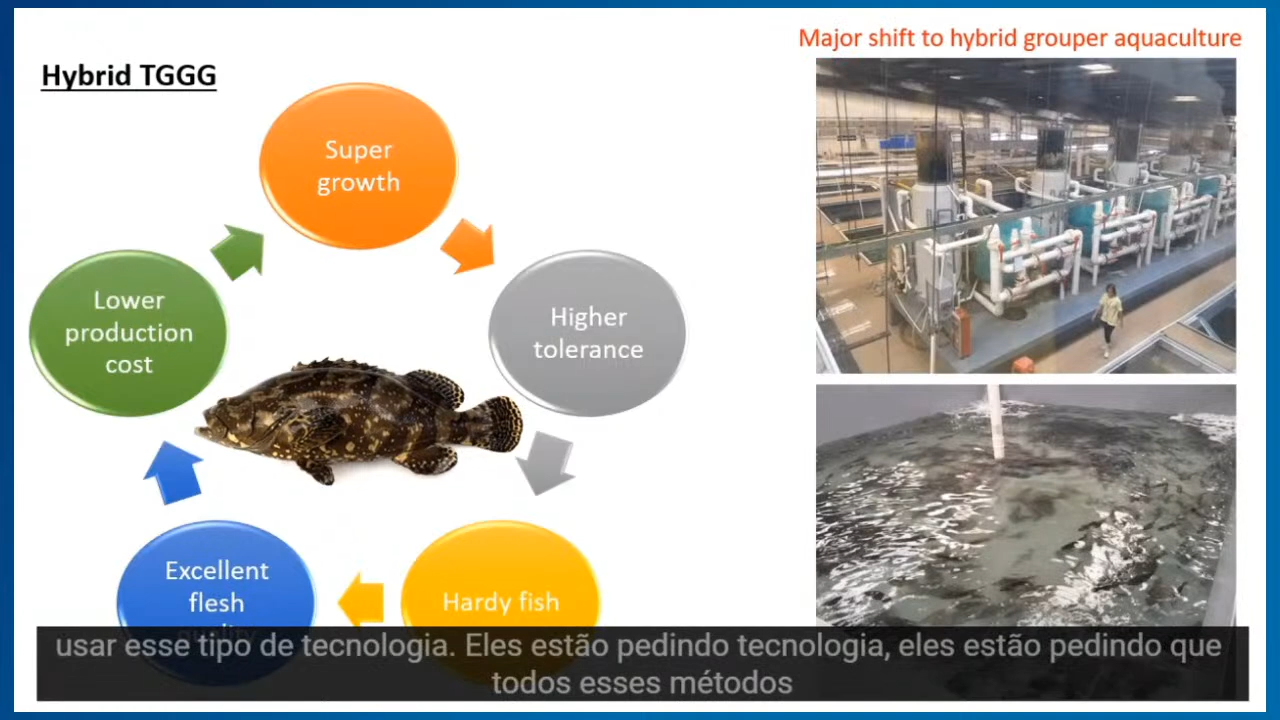 Major shift to hybrid grouper aquaculture
Hybrid TGGG
Super
growth
Higher
tolerance
Lower
production
cost
Excellent
flesh
quality
Hardy fish
usar esse tipo de tecnologia. Eles estão pedindo tecnologia, eles estão pedindo que
todos esses métodos